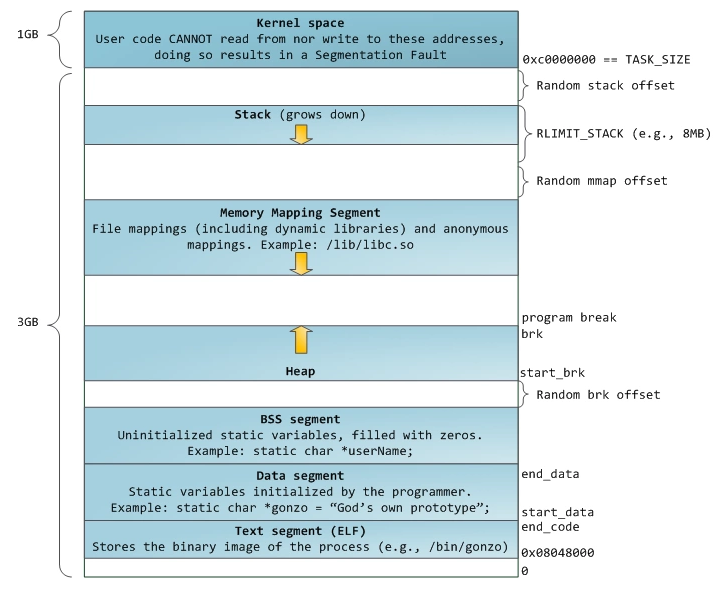 1GB
Kernel space
User code CANNOT read from nor write to these addresses,
doing so results in a Segmentation Fault
0xc0000000 == TASK_SIZE
Random stack offset
Stack (grows down)
RLIMIT_STACK (e.g., 8MB)
Random mmap offset
Memory Mapping Segment
File mappings (including dynamic libraries) and anonymous
mappings. Example: /lib/libc.so
3GB
program break
brk
Heap
start_brk
Random brk offset
BSS segment
Uninitialized static variables, filled with zeros.
Example: static char *userName;
Data segment
Static variables initialized by the programmer.
Example: static char *gonzo = “God’s own prototype”;
end_data
start_data
end_code
Text segment (ELF)
Stores the binary image of the process (e.g., /bin/gonzo)
0x08048000
0